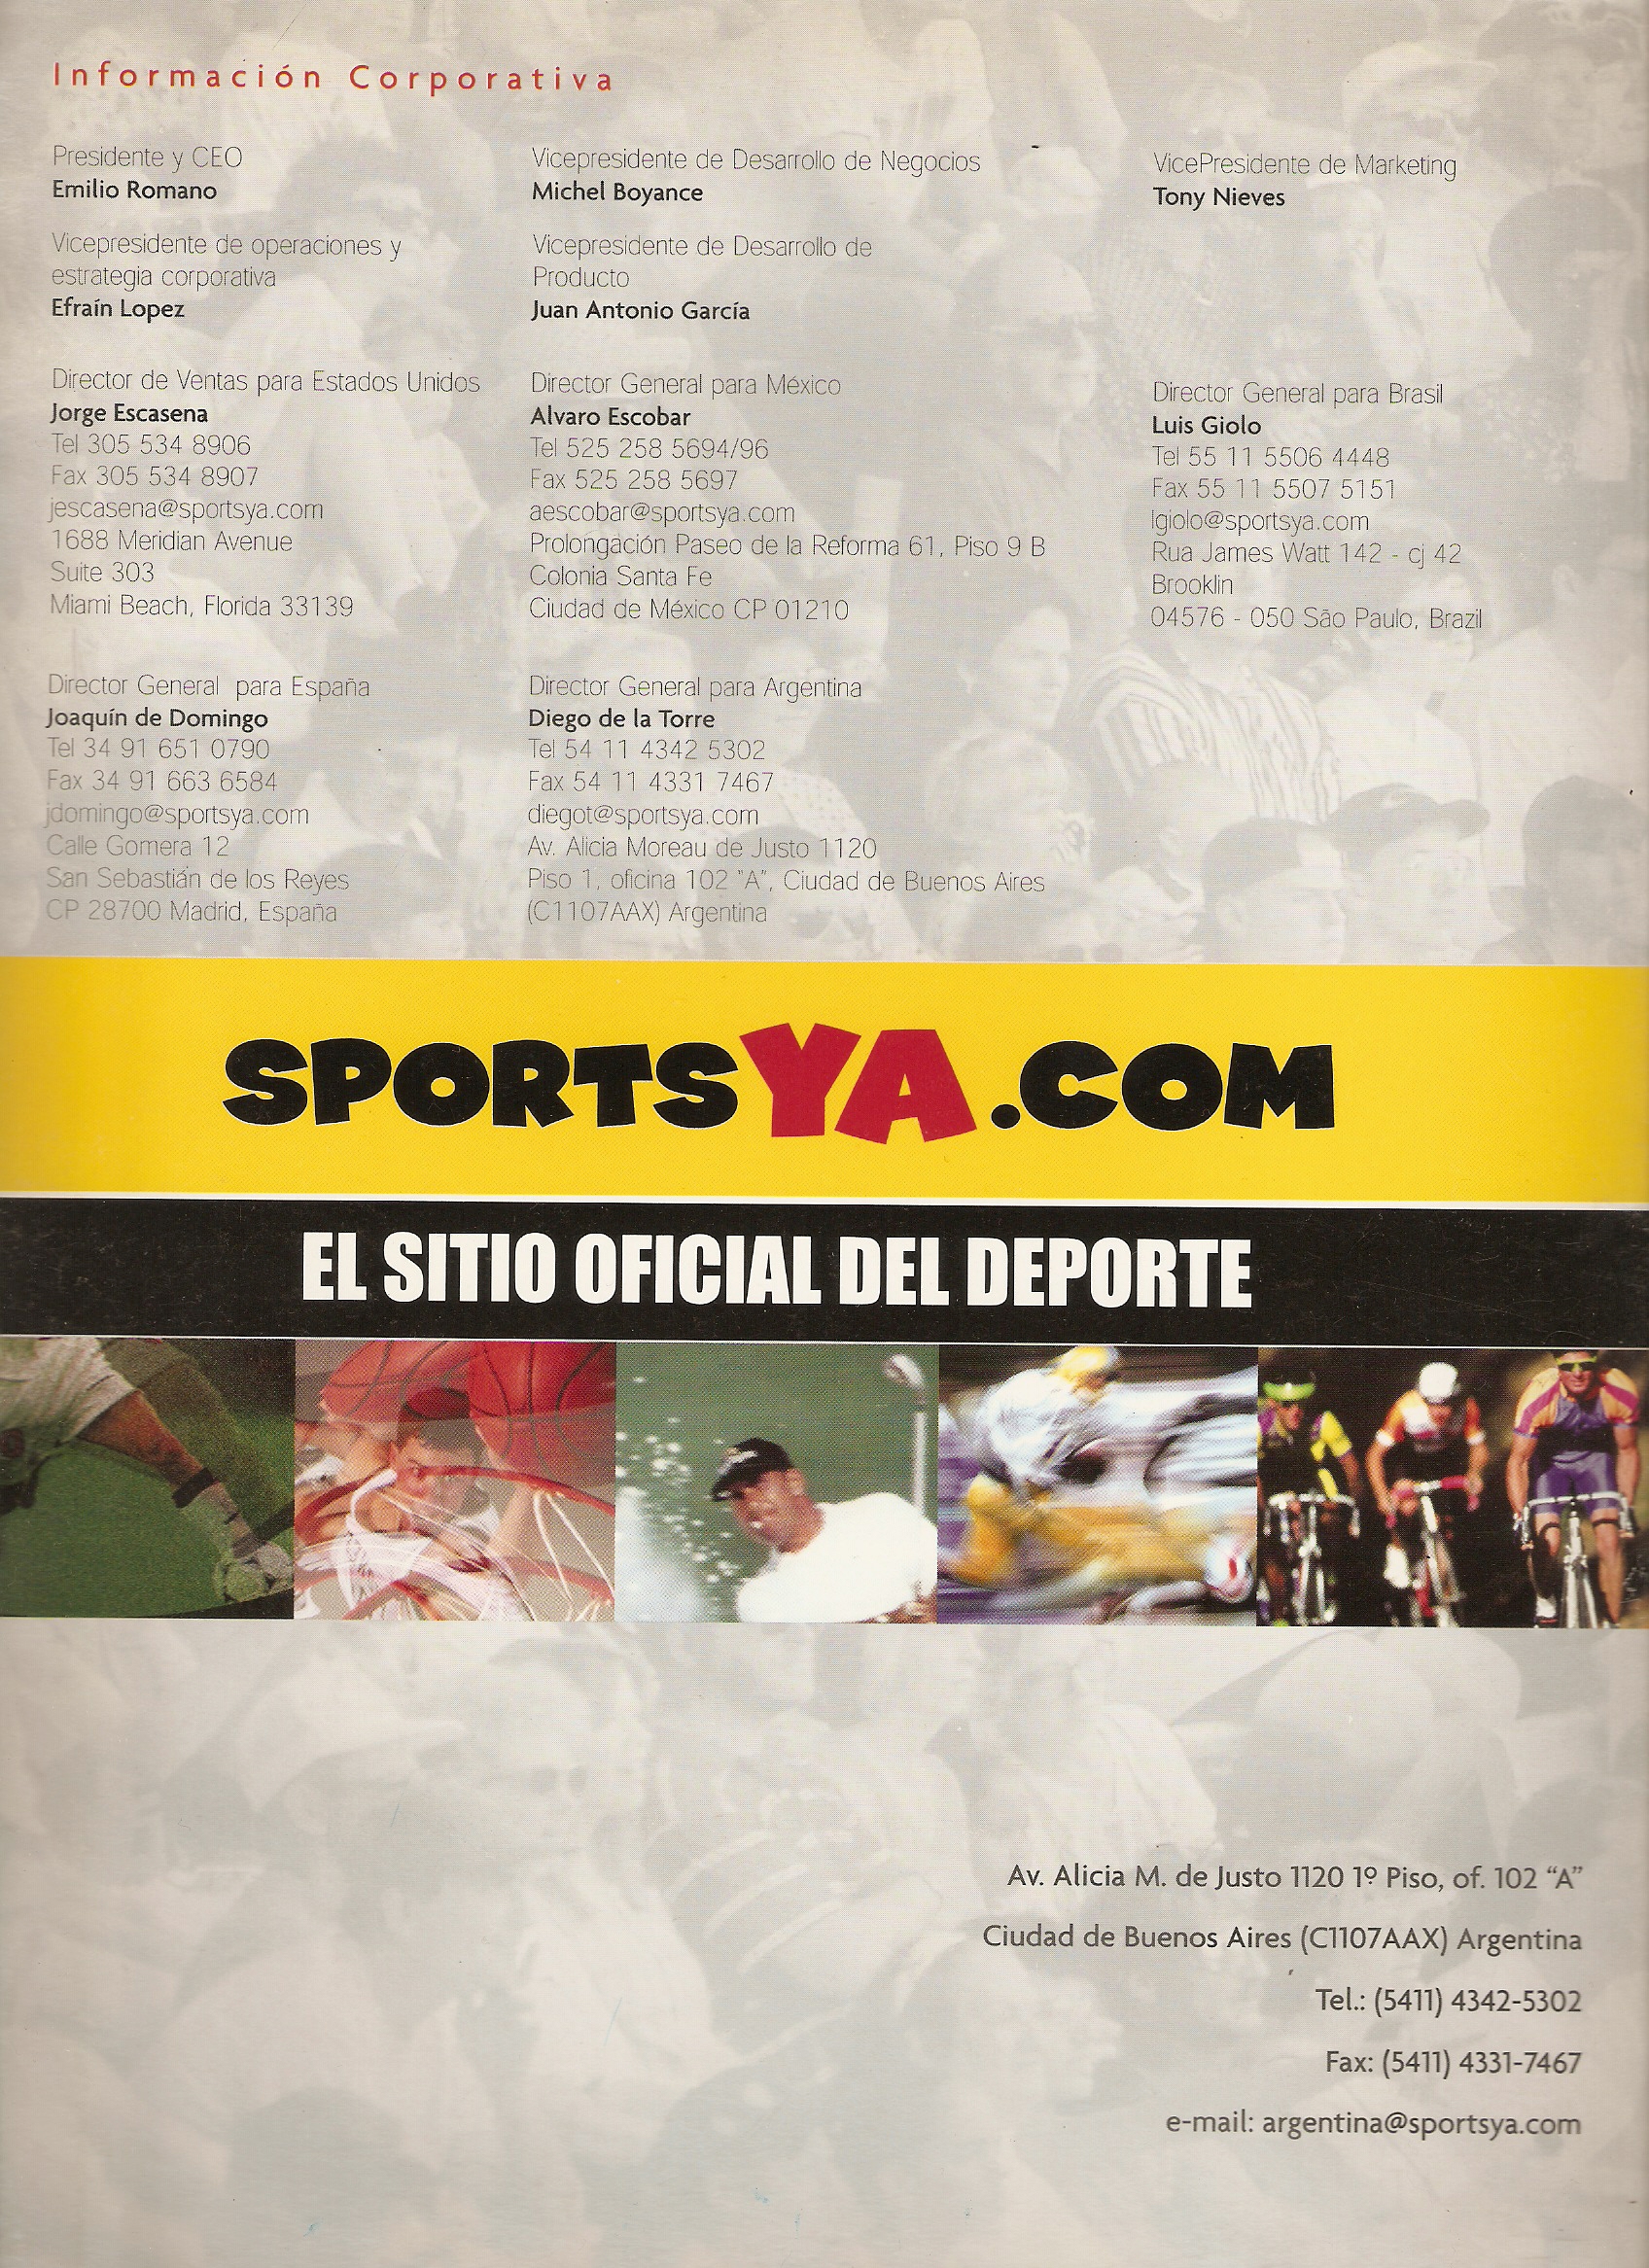 Información Corporativa
Presidente y CEO
Emilio Romano
Vicepresidente de operaciones y
estrategia corporativa
Efraín Lopez
Vicepresidente de Desarrollo de Negocios
Michel Boyance
Vicepresidente de Desarrollo de
Producto
Juan Antonio García
VicePresidente de Marketing
Tony Nieves
Director de Ventas para Estados Unidos
Jorge Escasena
Tel 305 534 8906
Fax 305 534 8907
jescasena@sportsya.com
1688 Meridian Avenue
Suite 303
Miami Beach, Florida 33139
Director General para México
Alvaro Escobar
Tel 525 258 5694/96
Fax 525 258 5697
aescobar@sportsya.com
Prolongación Paseo de la Reforma 61, Piso 9 B
Colonia Santa Fe
Ciudad de México CP 01210
Director General para Brasil
Luis Giolo
Tel 55 11 5506 4448
Fax 55 11 5507 5151
lgiolo@sportsya.com
Rua James Watt 142 - cj 42
Brooklin
04576 - 050 São Paulo, Brazil
Director General para España
Joaquín de Domingo
Tel 34 91 651 0790
Fax 34 91 663 6584
jdomingo@sportsya.com
Calle Gomera 12
San Sebastián de los Reyes
CP 28700 Madrid, España
Director General para Argentina
Diego de la Torre
Tel 54 11 4342 5302
Fax 54 11 4331 7467
diegot@sportsya.com
Av. Alicia Moreau de Justo 1120
Piso 1, oficina 102 "A", Ciudad de Buenos Aires
(C1107AAX) Argentina
SPORTSYA.COM
EL SITIO OFICIAL DEL DEPORTE
Av. Alicia M. de Justo 1120 1º Piso, of. 102 “A”
Ciudad de Buenos Aires (C1107AAX) Argentina
Tel.: (5411) 4342-5302
Fax: (5411) 4331-7467
e-mail: argentina@sportsya.com